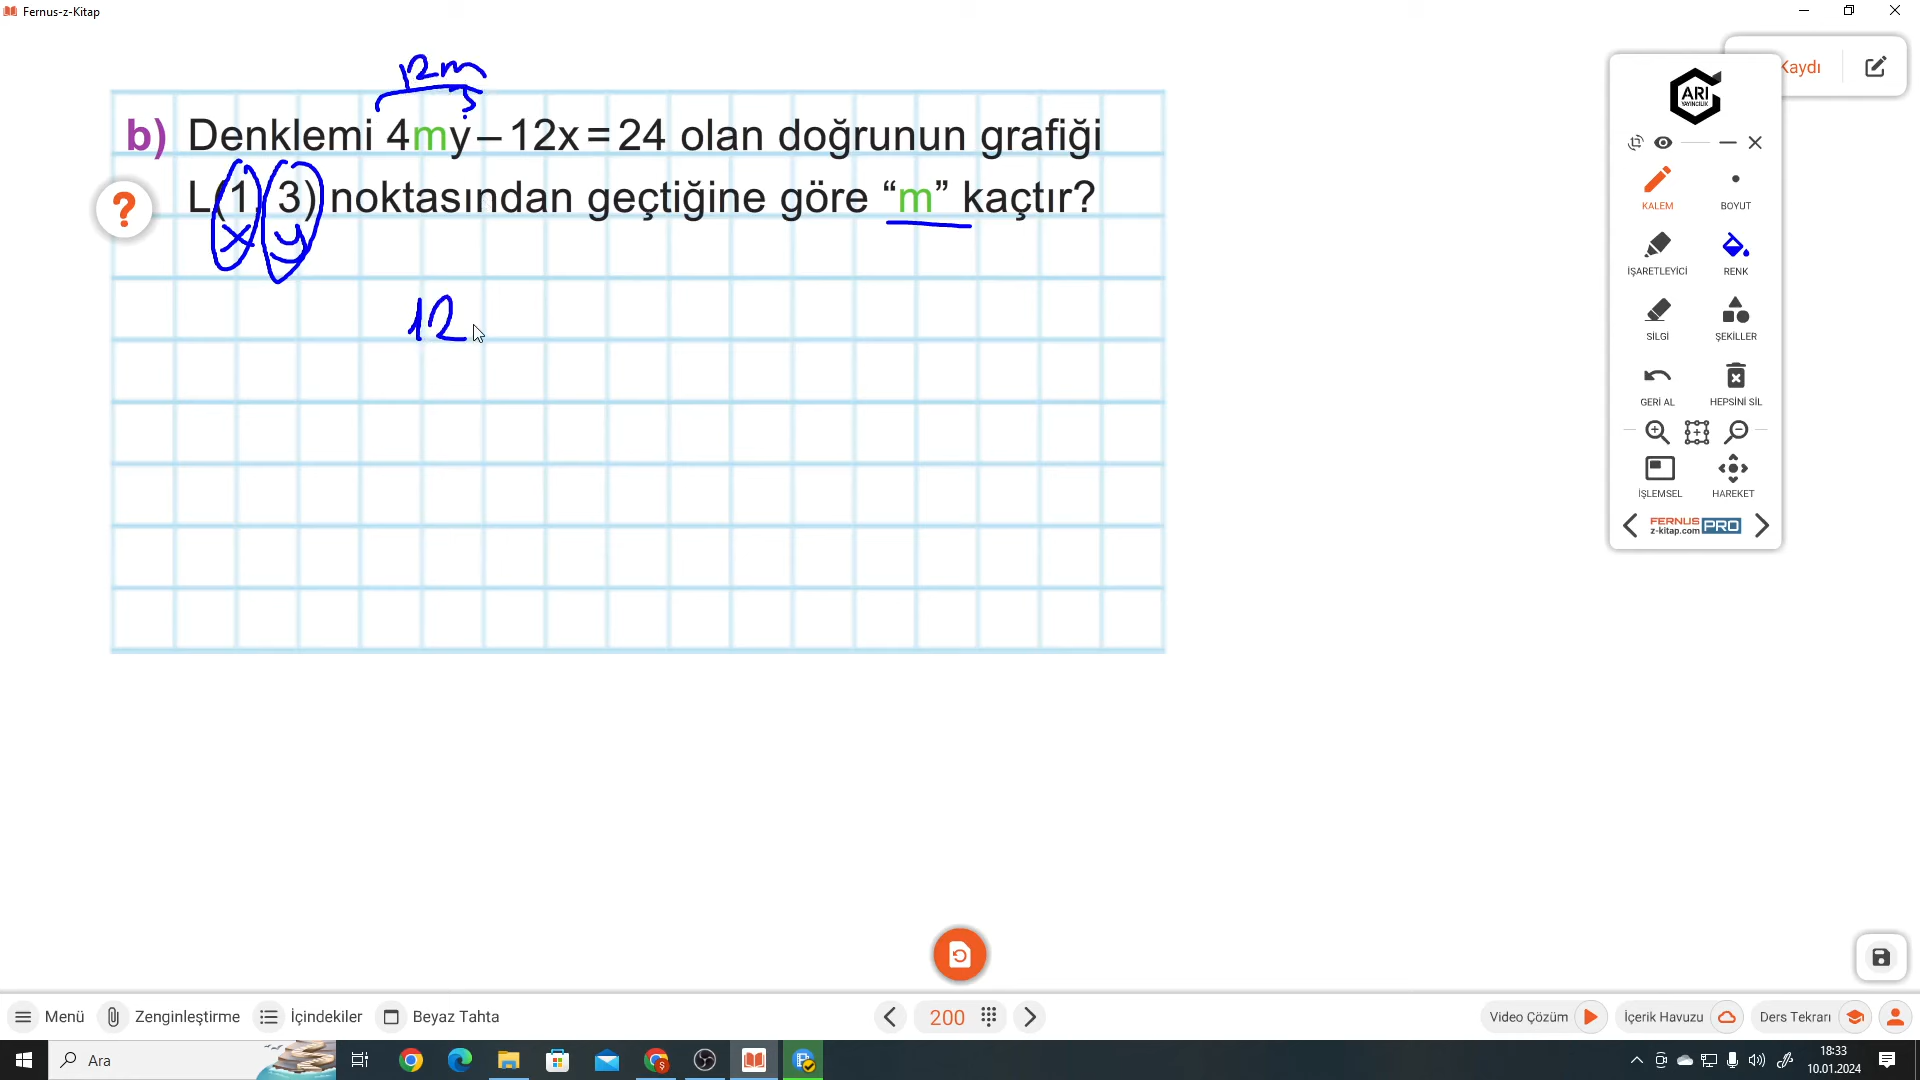 Fernus-z-Kitap
12m
3
b) Denklemi 4my – 12x = 24 olan doğrunun grafiği
L(1, 3) noktasından geçtiğine göre “m” kaçtır?
x y
12
?
Kaydı
ARI
YAYINCILIK
KALEM
BOYUT
İŞARETLEYİCİ
RENK
SİLGİ
ŞEKİLLER
GERİ AL
HEPSİNİ SİL
İŞLEMSEL
HAREKET
FERNUS
z-kitap.com PRO
Menü
Zenginleştirme
İçindekiler
Beyaz Tahta
200
Video Çözüm
İçerik Havuzu
Ders Tekrarı
Ara
18:33
10.01.2024